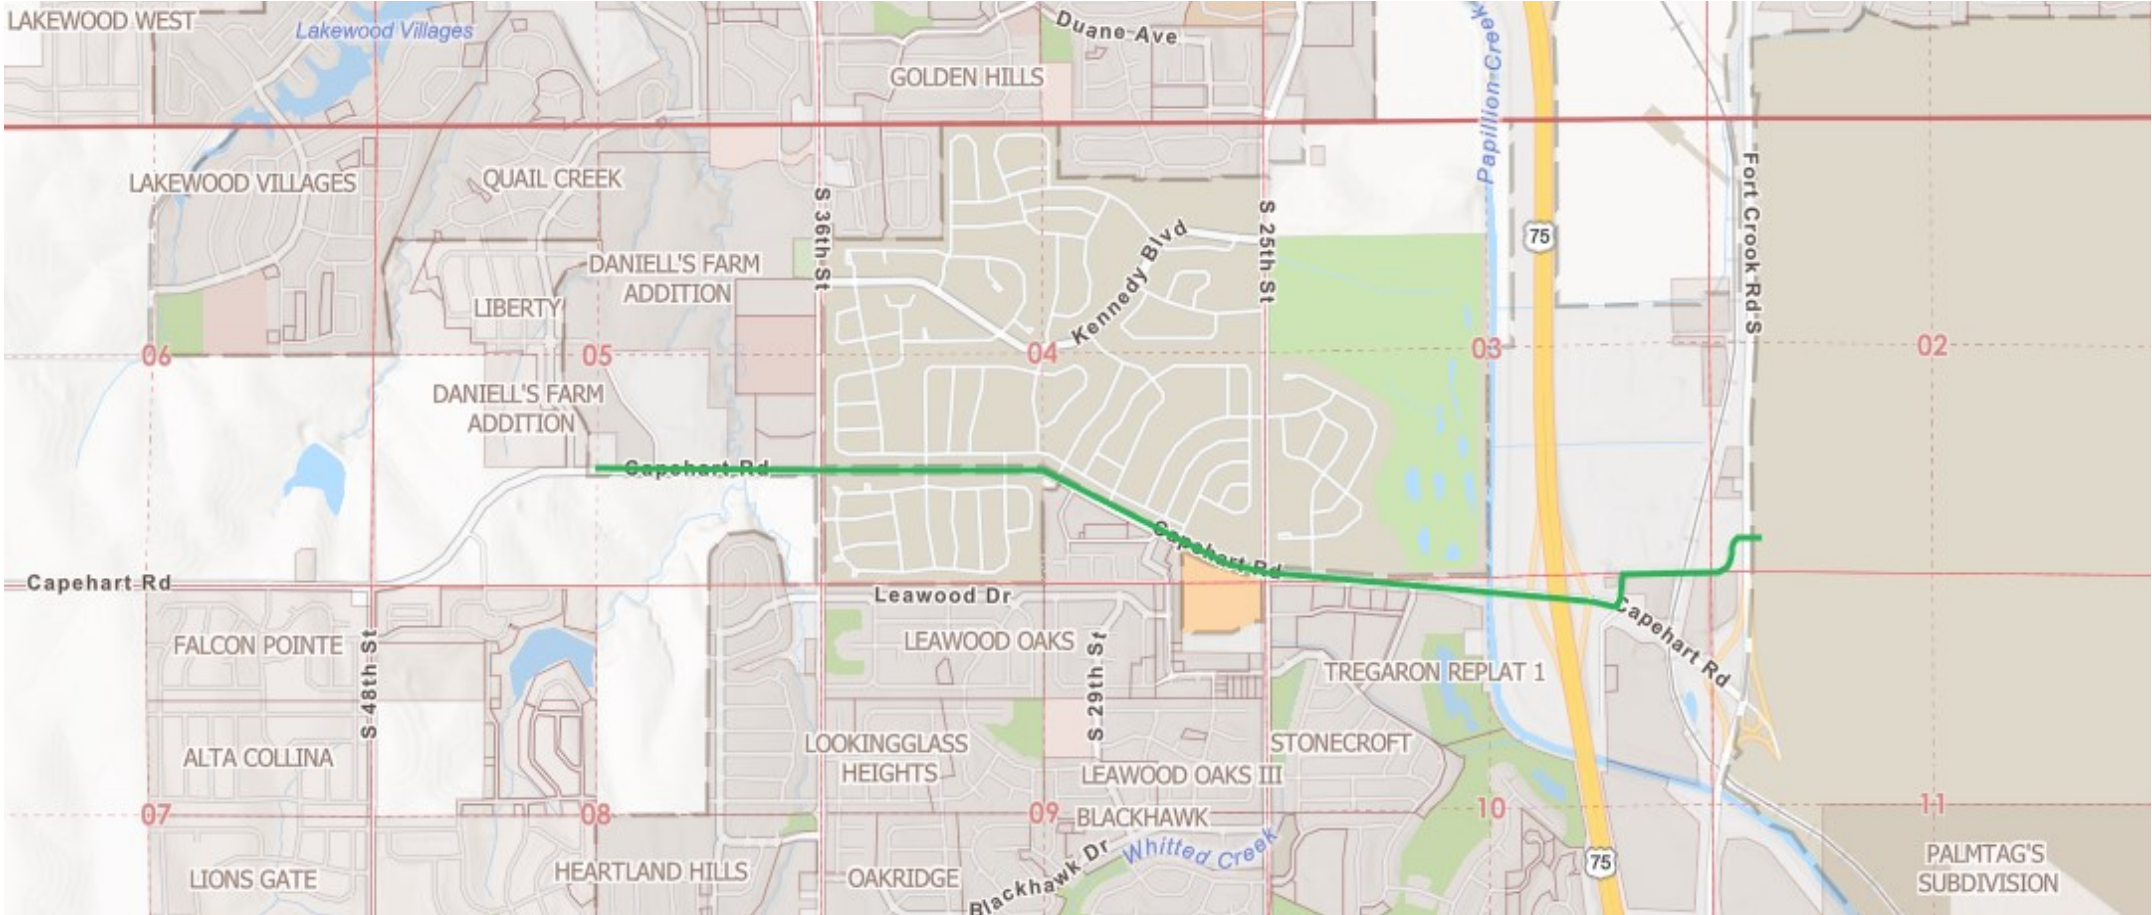 LAKEWOOD WEST
Lakewood Villages
Duane Ave
GOLDEN HILLS
Papillion Creek
LAKEWOOD VILLAGES
QUAIL CREEK
S 36th St
S 25th St
Fort Crook Rd S
75
Kennedy Blvd
DANIELL'S FARM
ADDITION
LIBERTY
06
05
04
03
02
DANIELL'S FARM
ADDITION
Capehart Rd
Capehart Rd
Capehart Rd
Leawood Dr
Capehart Rd
FALCON POINTE
S 48th St
LEAWOOD OAKS
S 29th St
TREGARON REPLAT 1
ALTA COLLINA
LOOKINGGLASS
HEIGHTS
STONECROFT
LEAWOOD OAKS III
07
08
09
10
11
BLACKHAWK
Whitted Creek
Blackhawk Dr
LIONS GATE
HEARTLAND HILLS
OAKRIDGE
75
PALMTAG'S
SUBDIVISION